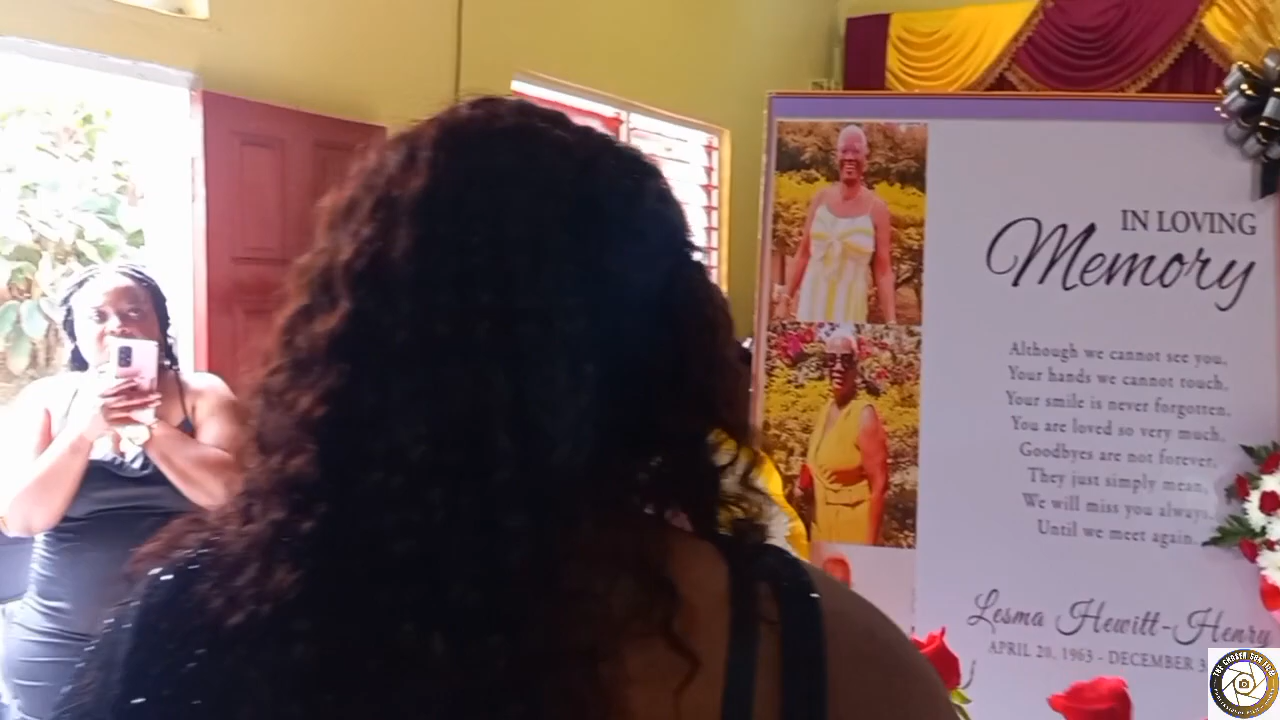 IN LOVING
Memory
Although we cannot see you,
Your hands we cannot touch,
Your smile is never forgotten,
You are loved so very much,
Goodbyes are not forever,
They just simply mean,
We will miss you always,
Until we meet again.
Lesma Hewitt-Henry
APRIL 20, 1963 - DECEMBER 3